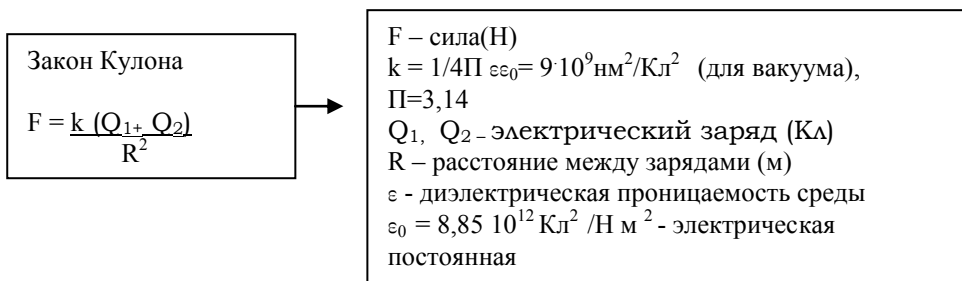 Закон Кулона
F = k (Q₁₊ Q₂)
R²
F – сила(Н)
k = 1/4П εε₀= 9·10⁹нм²/Кл² (для вакуума),
П=3,14
Q₁, Q₂ – электрический заряд (Кл)
R – расстояние между зарядами (м)
ε - диэлектрическая проницаемость среды
ε₀ = 8,85 10¹² Кл² /Н м ² - электрическая
постоянная